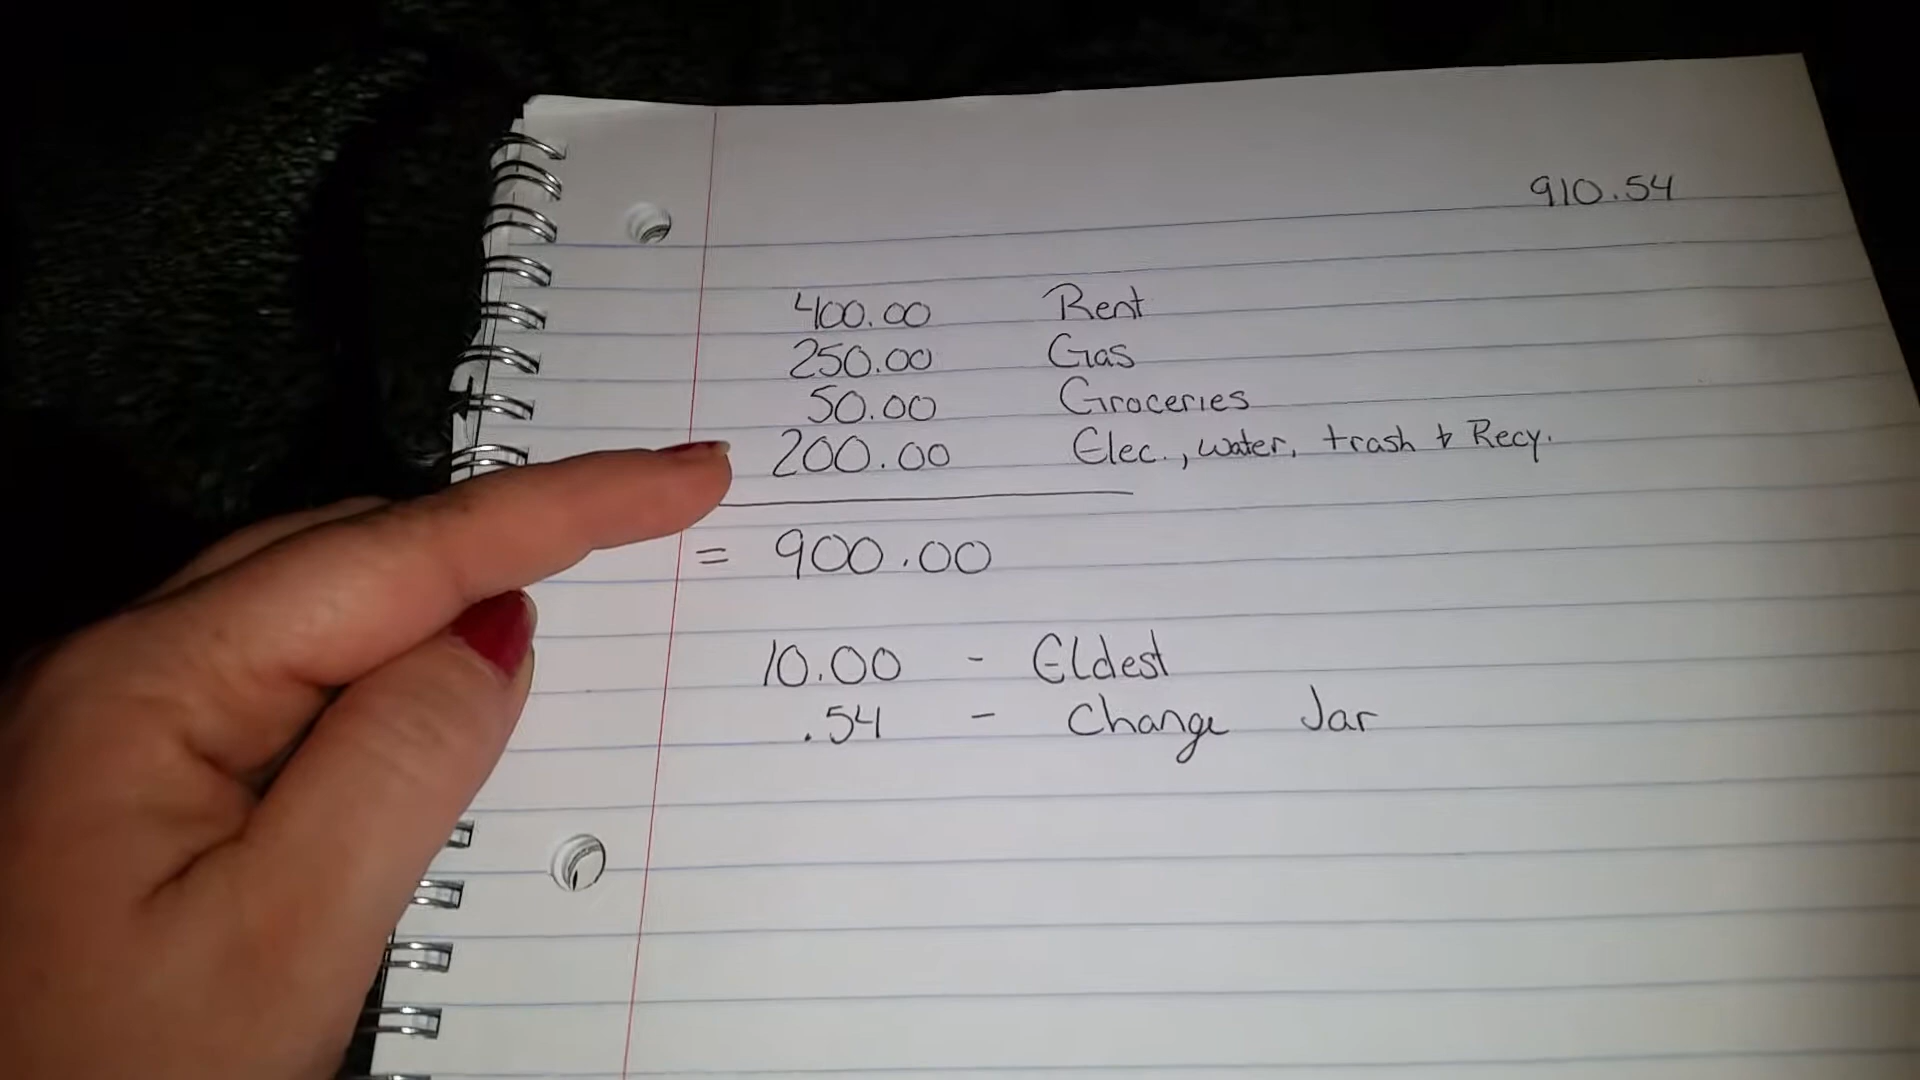 910.54
400.00 Rent
250.00 Gas
50.00 Groceries
200.00 Elec., water, trash & Recy.
= 900.00
10.00 - Eldest
.54 - Change Jar